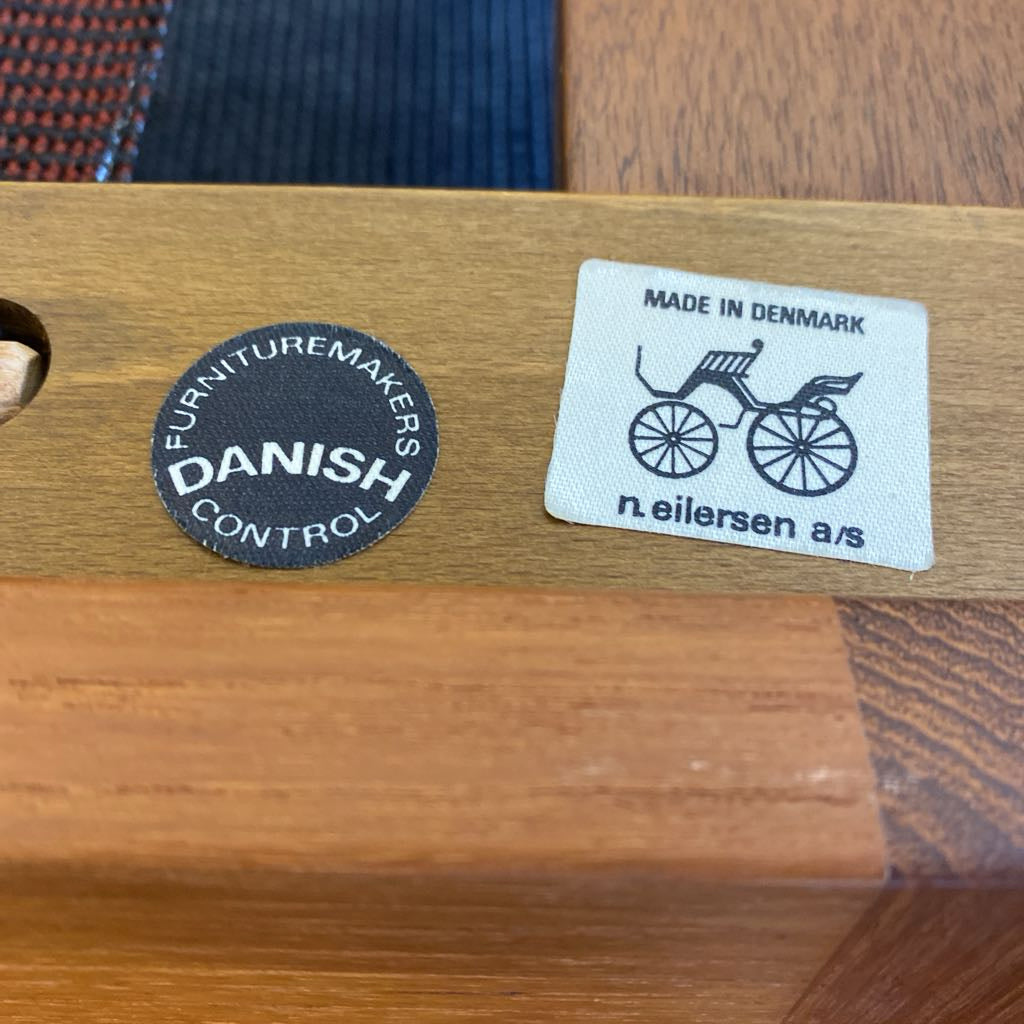 FURNITUREMAKERS
DANISH
CONTROL
MADE IN DENMARK
n. eilersen a/s